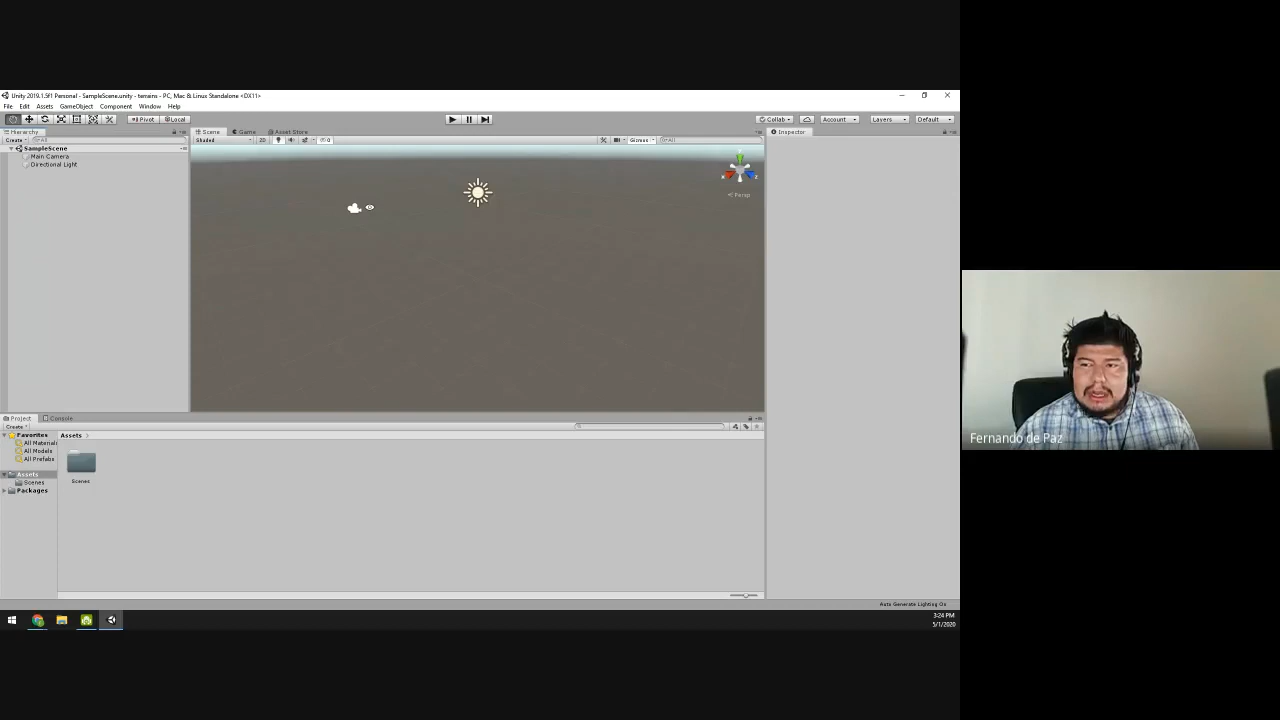 Unity 2019.1.5f1 Personal - SampleScene.unity - terrains - PC, Mac & Linux Standalone <DX11>
File Edit Assets GameObject Component Window Help
Pivot Local
Collab Account Layers Default
Hierarchy
Create All
SampleScene
Main Camera
Directional Light
Scene Game Asset Store
Shaded 2D Gizmos All
Persp
Inspector
Project Console
Create
Favorites
All Materials
All Models
All Prefabs
Assets
Scenes
Packages
Assets
Scenes
Auto Generate Lighting On
3:24 PM
5/1/2020
Fernando de Paz